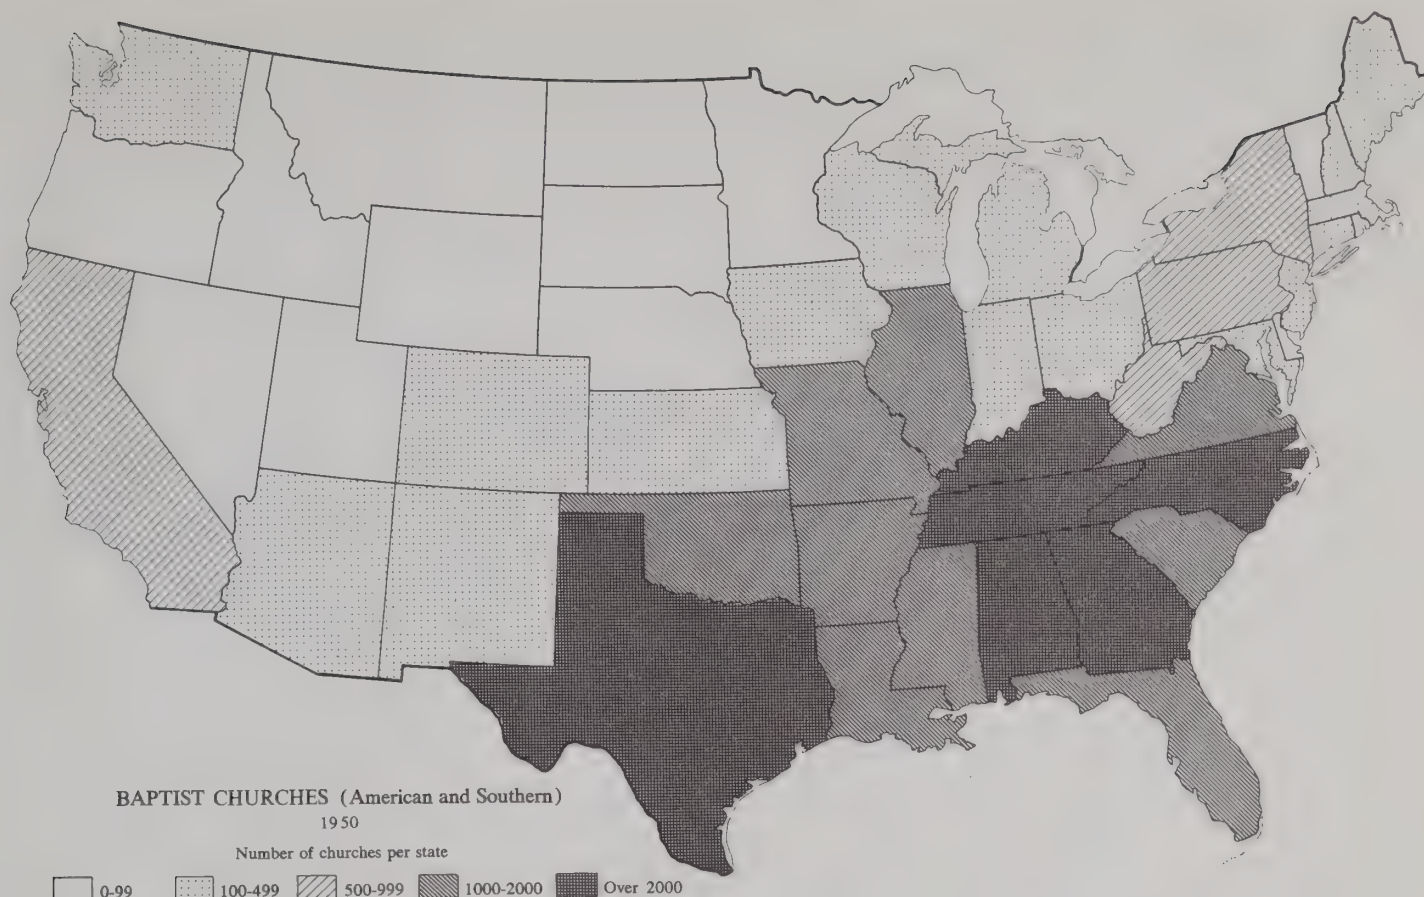 BAPTIST CHURCHES (American and Southern)
1950
Number of churches per state
0-99 100-499 500-999 1000-2000 Over 2000